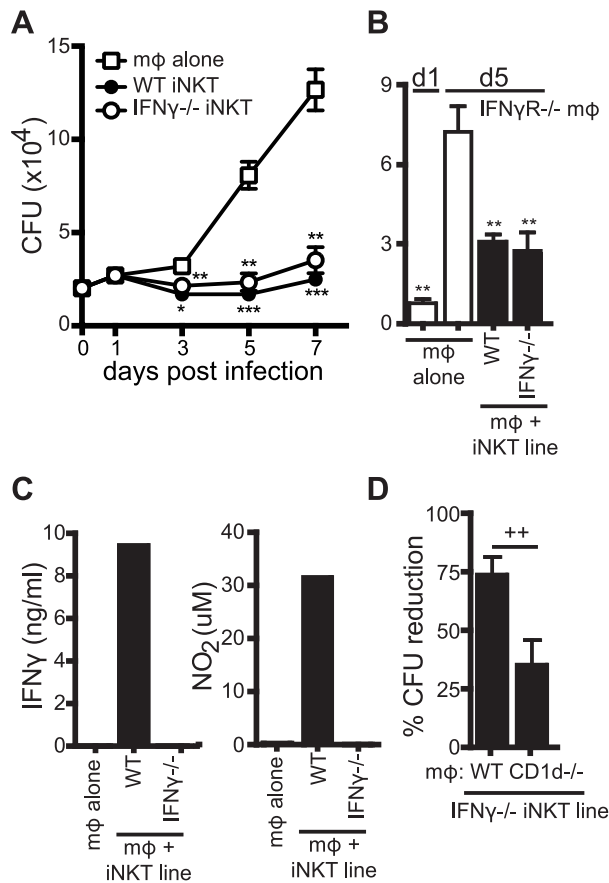 A
CFU (x10⁴)
15
10
5
0
mφ alone
WT iNKT
IFNγ-/- iNKT
**
**
**
*
***
***
0
1
3
5
7
days post infection
B
d1
d5
IFNγR-/- mφ
9
6
3
0
**
**
**
mφ
alone
WT
IFNγ-/-
mφ +
iNKT line
C
IFNγ (ng/ml)
10
8
6
4
2
0
mφ alone
WT
IFNγ-/-
mφ +
iNKT line
NO₂(uM)
40
30
20
10
0
mφ alone
WT
IFNγ-/-
mφ +
iNKT line
D
% CFU reduction
100
75
50
25
0
++
mφ: WT CD1d-/-
IFNγ-/- iNKT line